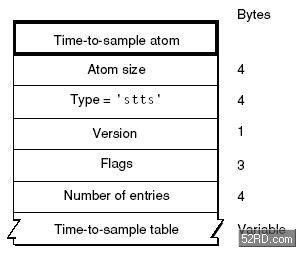 Bytes
Time-to-sample atom
Atom size 4
Type = 'stts' 4
Version 1
Flags 3
Number of entries 4
Time-to-sample table Variable
52RD.com